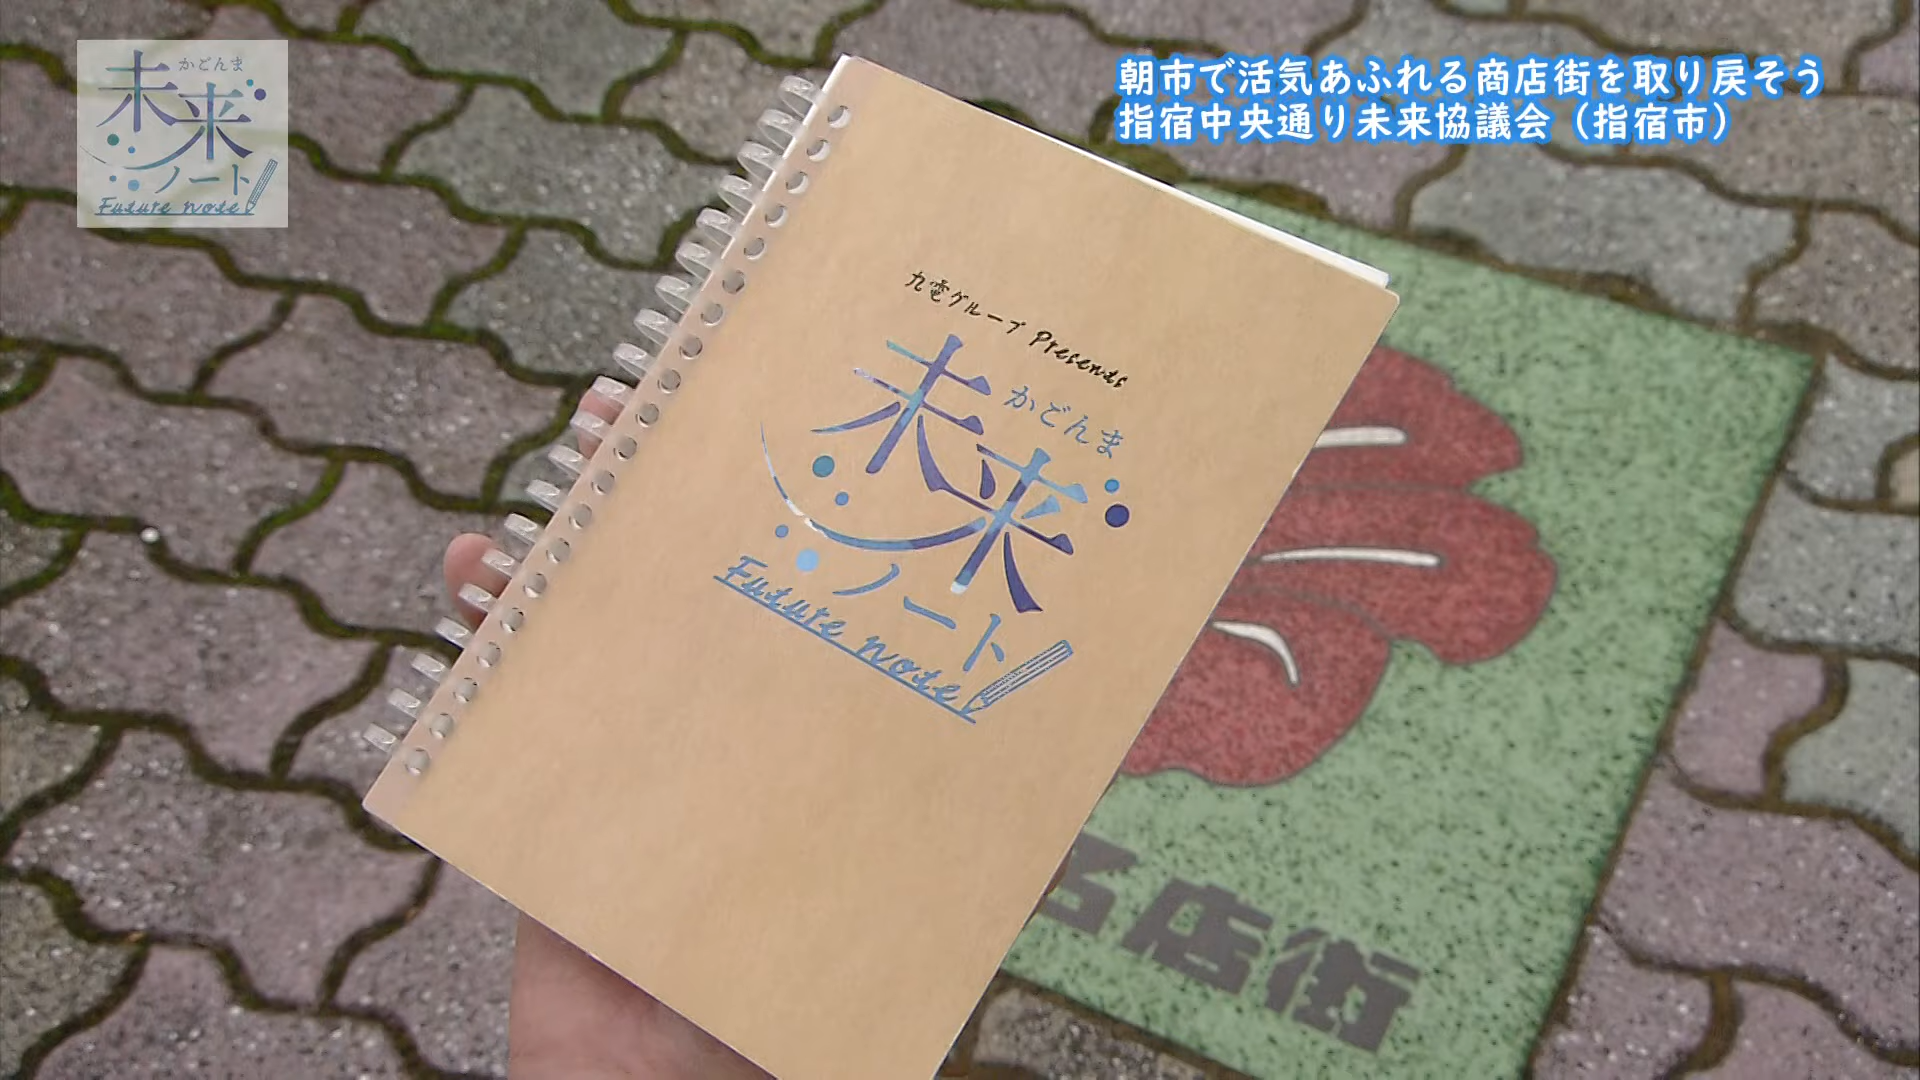 かごんま
未来
ノート
Future note
朝市で活気あふれる商店街を取り戻そう
指宿中央通り未来協議会（指宿市）
九電グループ Presents
かごんま
未来
ノート
Future note
店街